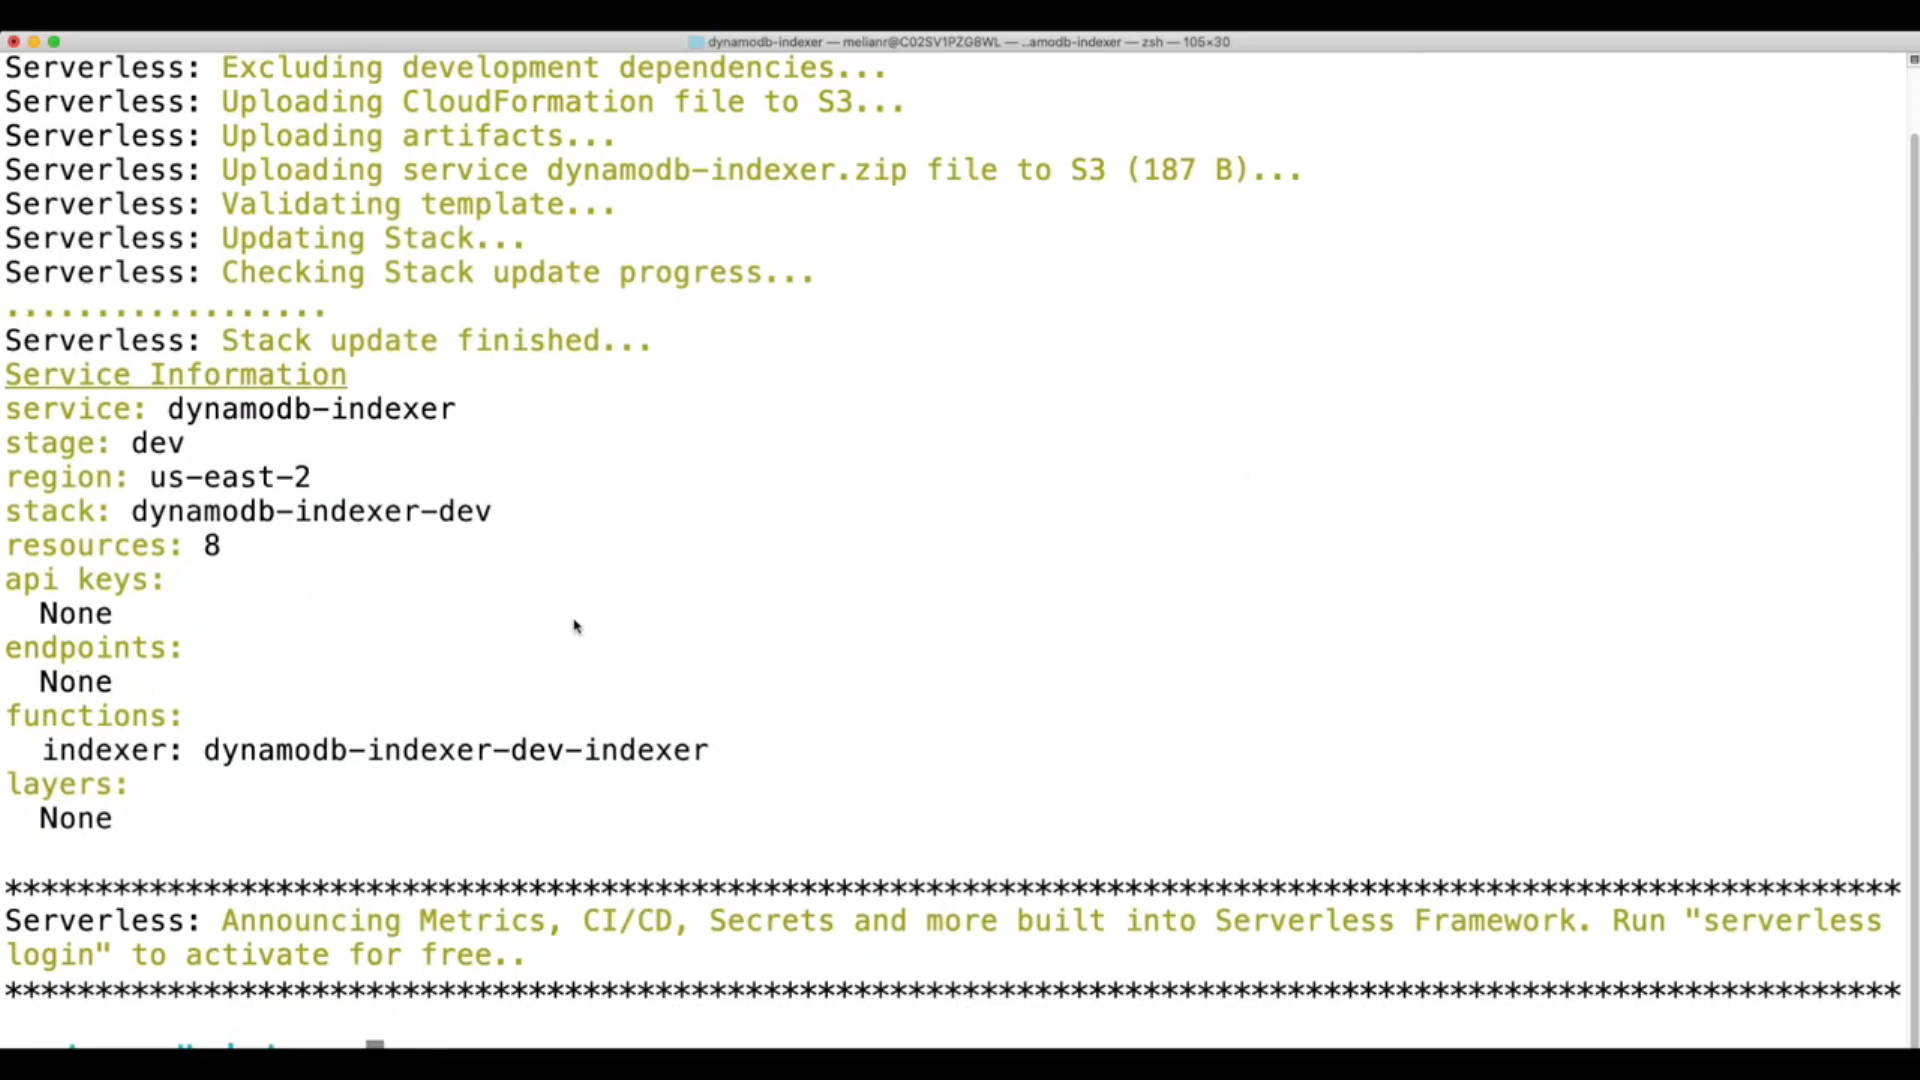 dynamodb-indexer — melianr@C02SV1PZG8WL — ..amodb-indexer — zsh — 105×30
Serverless: Excluding development dependencies...
Serverless: Uploading CloudFormation file to S3...
Serverless: Uploading artifacts...
Serverless: Uploading service dynamodb-indexer.zip file to S3 (187 B)...
Serverless: Validating template...
Serverless: Updating Stack...
Serverless: Checking Stack update progress...
..................
Serverless: Stack update finished...
Service Information
service: dynamodb-indexer
stage: dev
region: us-east-2
stack: dynamodb-indexer-dev
resources: 8
api keys:
  None
endpoints:
  None
functions:
  indexer: dynamodb-indexer-dev-indexer
layers:
  None
*********************************************************************************************************
Serverless: Announcing Metrics, CI/CD, Secrets and more built into Serverless Framework. Run "serverless
login" to activate for free..
*********************************************************************************************************